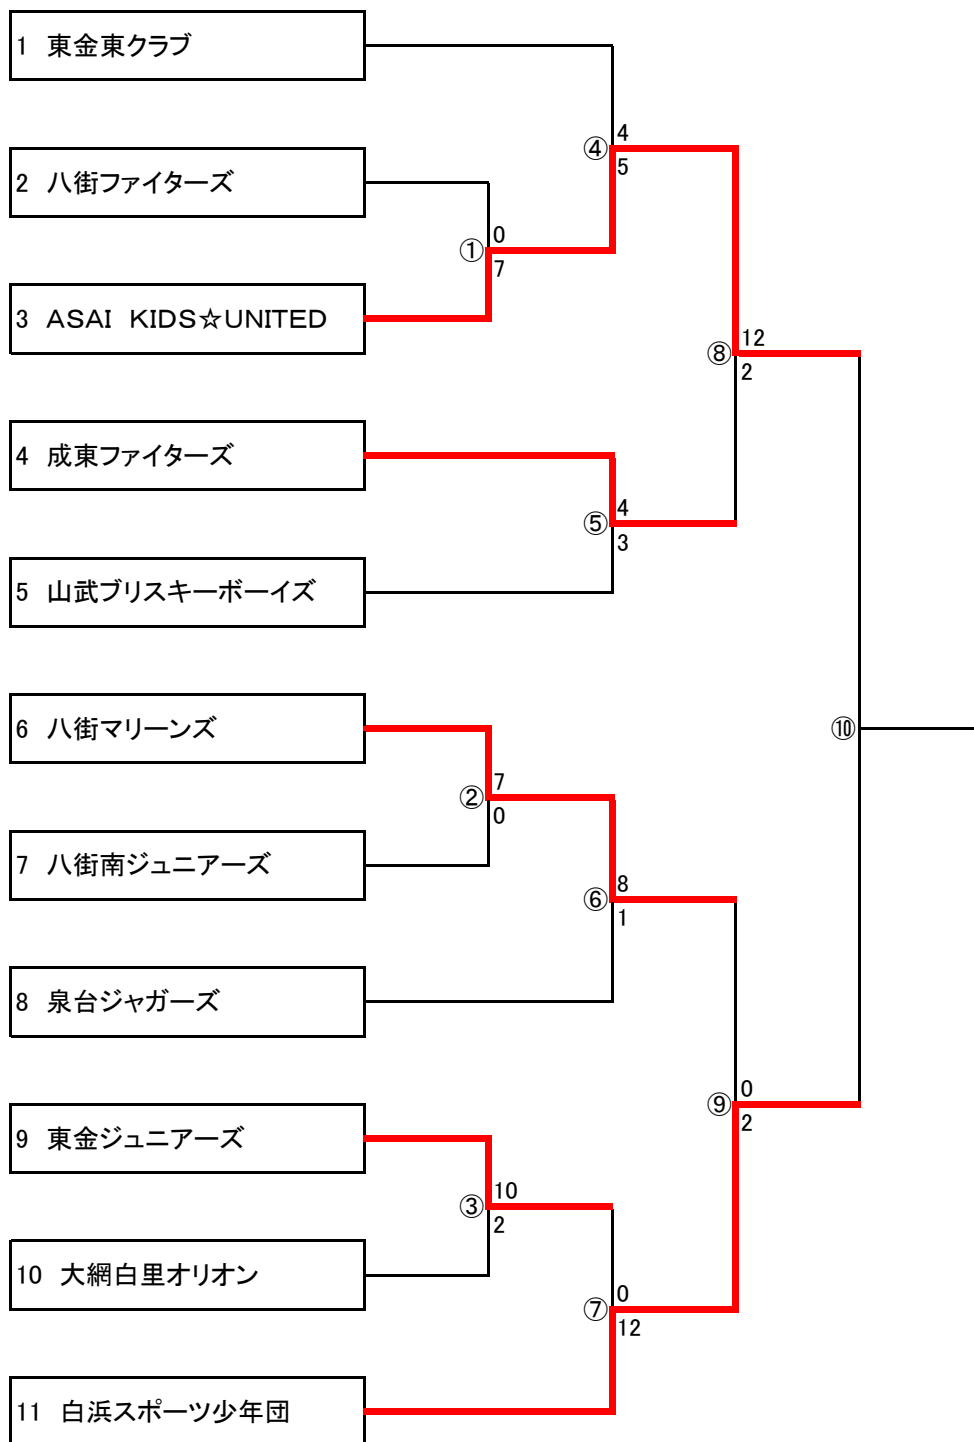 1 東金東クラブ
4
④
5
2 八街ファイターズ
0
①
7
3 ASAI KIDS☆UNITED
12
⑧
2
4 成東ファイターズ
4
⑤
3
5 山武ブリスキーボーイズ
6 八街マリーンズ
⑩
7
②
0
7 八街南ジュニアーズ
8
⑥
1
8 泉台ジャガーズ
0
⑨
2
9 東金ジュニアーズ
10
③
2
10 大網白里オリオン
0
⑦
12
11 白浜スポーツ少年団